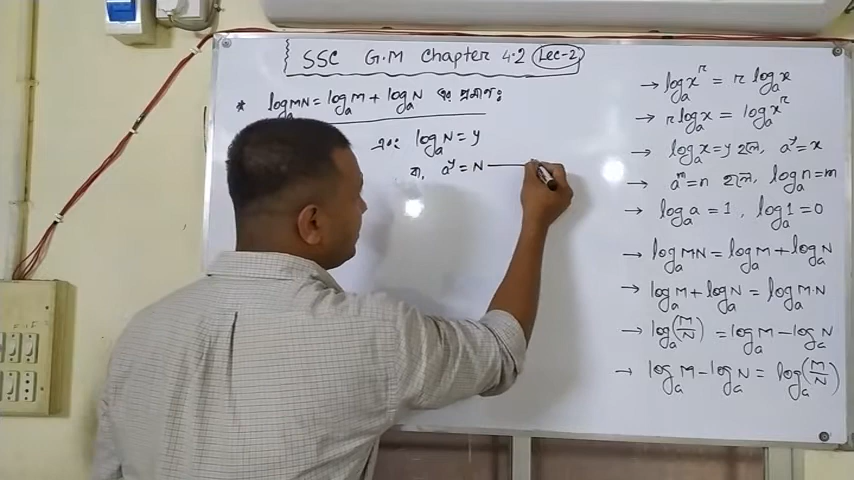 SSC G.M Chapter 4.2 Lec-2
* logₐMN = logₐM + logₐN এর প্রমাণঃ
এবং logₐN = y
বা, aʸ = N
→ logₐxʳ = r logₐx
→ r logₐx = logₐxʳ
→ logₐx = y হলে, aʸ = x
→ aᵐ = n হলে, logₐn = m
→ logₐa = 1, logₐ1 = 0
→ logₐMN = logₐM + logₐN
→ logₐM + logₐN = logₐM·N
→ logₐ(M/N) = logₐM − logₐN
→ logₐM − logₐN = logₐ(M/N)